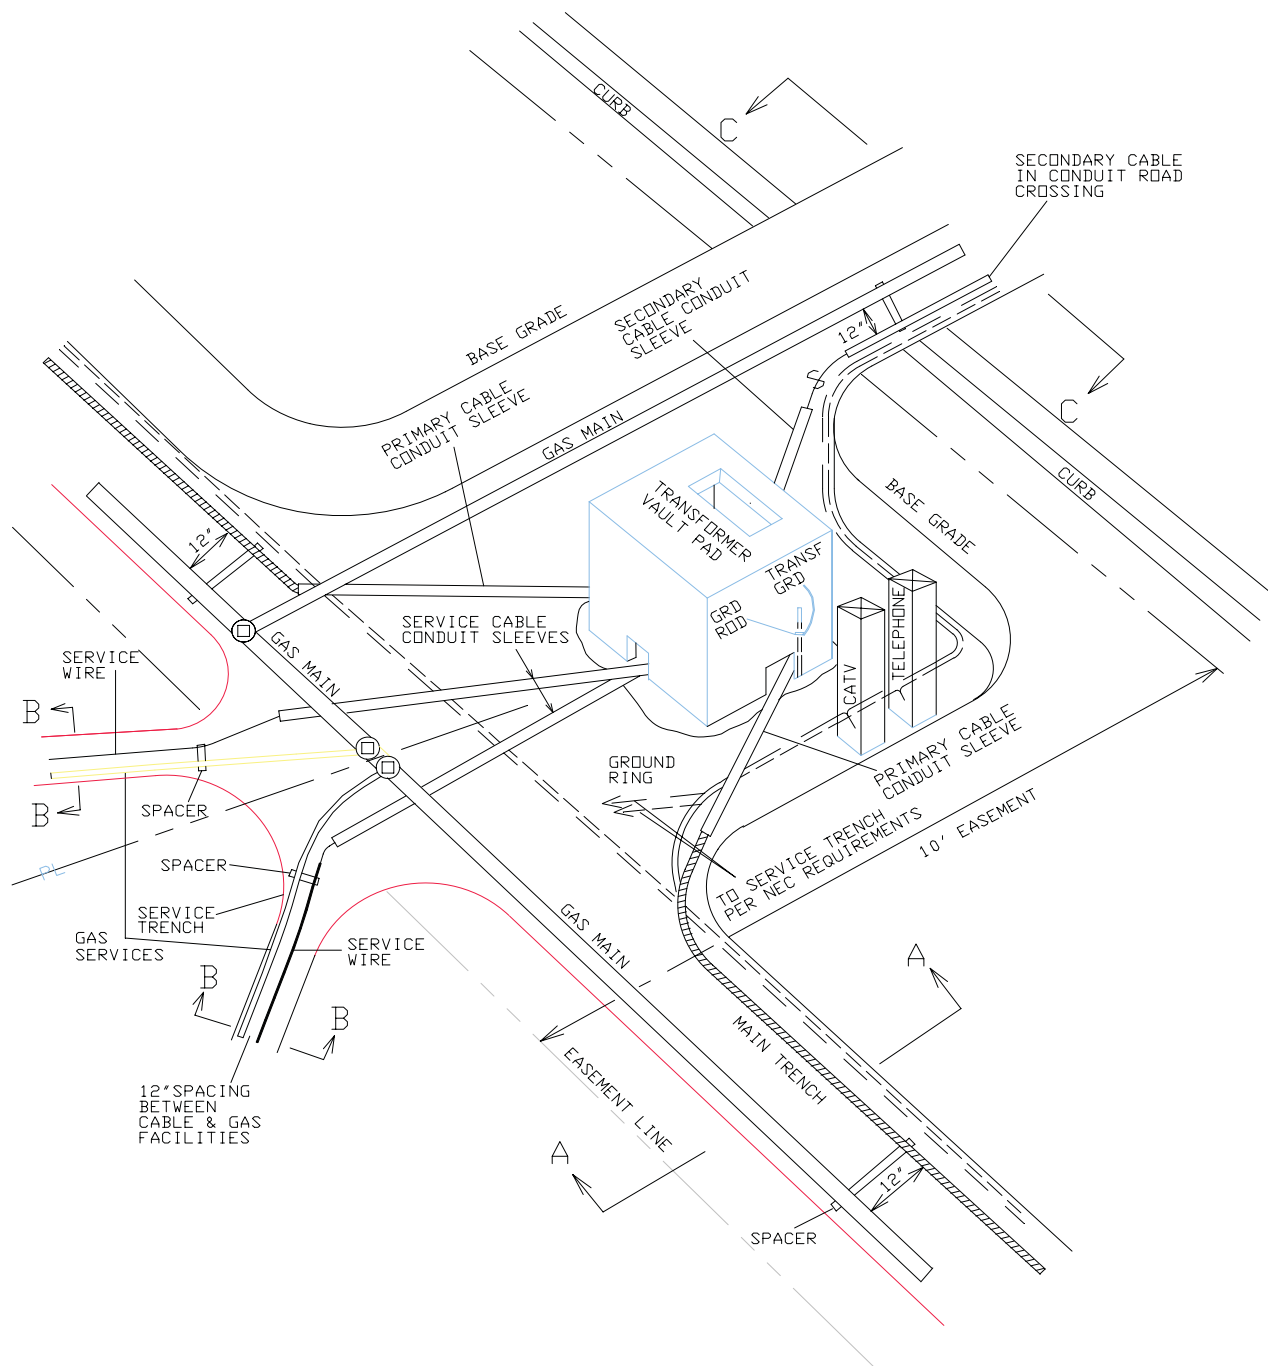 CURB
C
SECONDARY CABLE
IN CONDUIT ROAD
CROSSING
BASE GRADE
SECONDARY
CABLE CONDUIT
SLEEVE
12"
PRIMARY CABLE
CONDUIT SLEEVE
GAS MAIN
C
CURB
BASE GRADE
TRANSFORMER
VAULT PAD
TRANSF
GRD
GRD
ROD
12"
SERVICE CABLE
CONDUIT SLEEVES
GAS MAIN
SERVICE
WIRE
CATV
TELEPHONE
B
B
SPACER
GROUND
RING
PRIMARY CABLE
CONDUIT SLEEVE
10' EASEMENT
TO SERVICE TRENCH
PER NEC REQUIREMENTS
PL
SPACER
SERVICE
TRENCH
GAS
SERVICES
SERVICE
WIRE
B
B
GAS MAIN
A
MAIN TRENCH
EASEMENT LINE
12"SPACING
BETWEEN
CABLE & GAS
FACILITIES
A
12"
SPACER